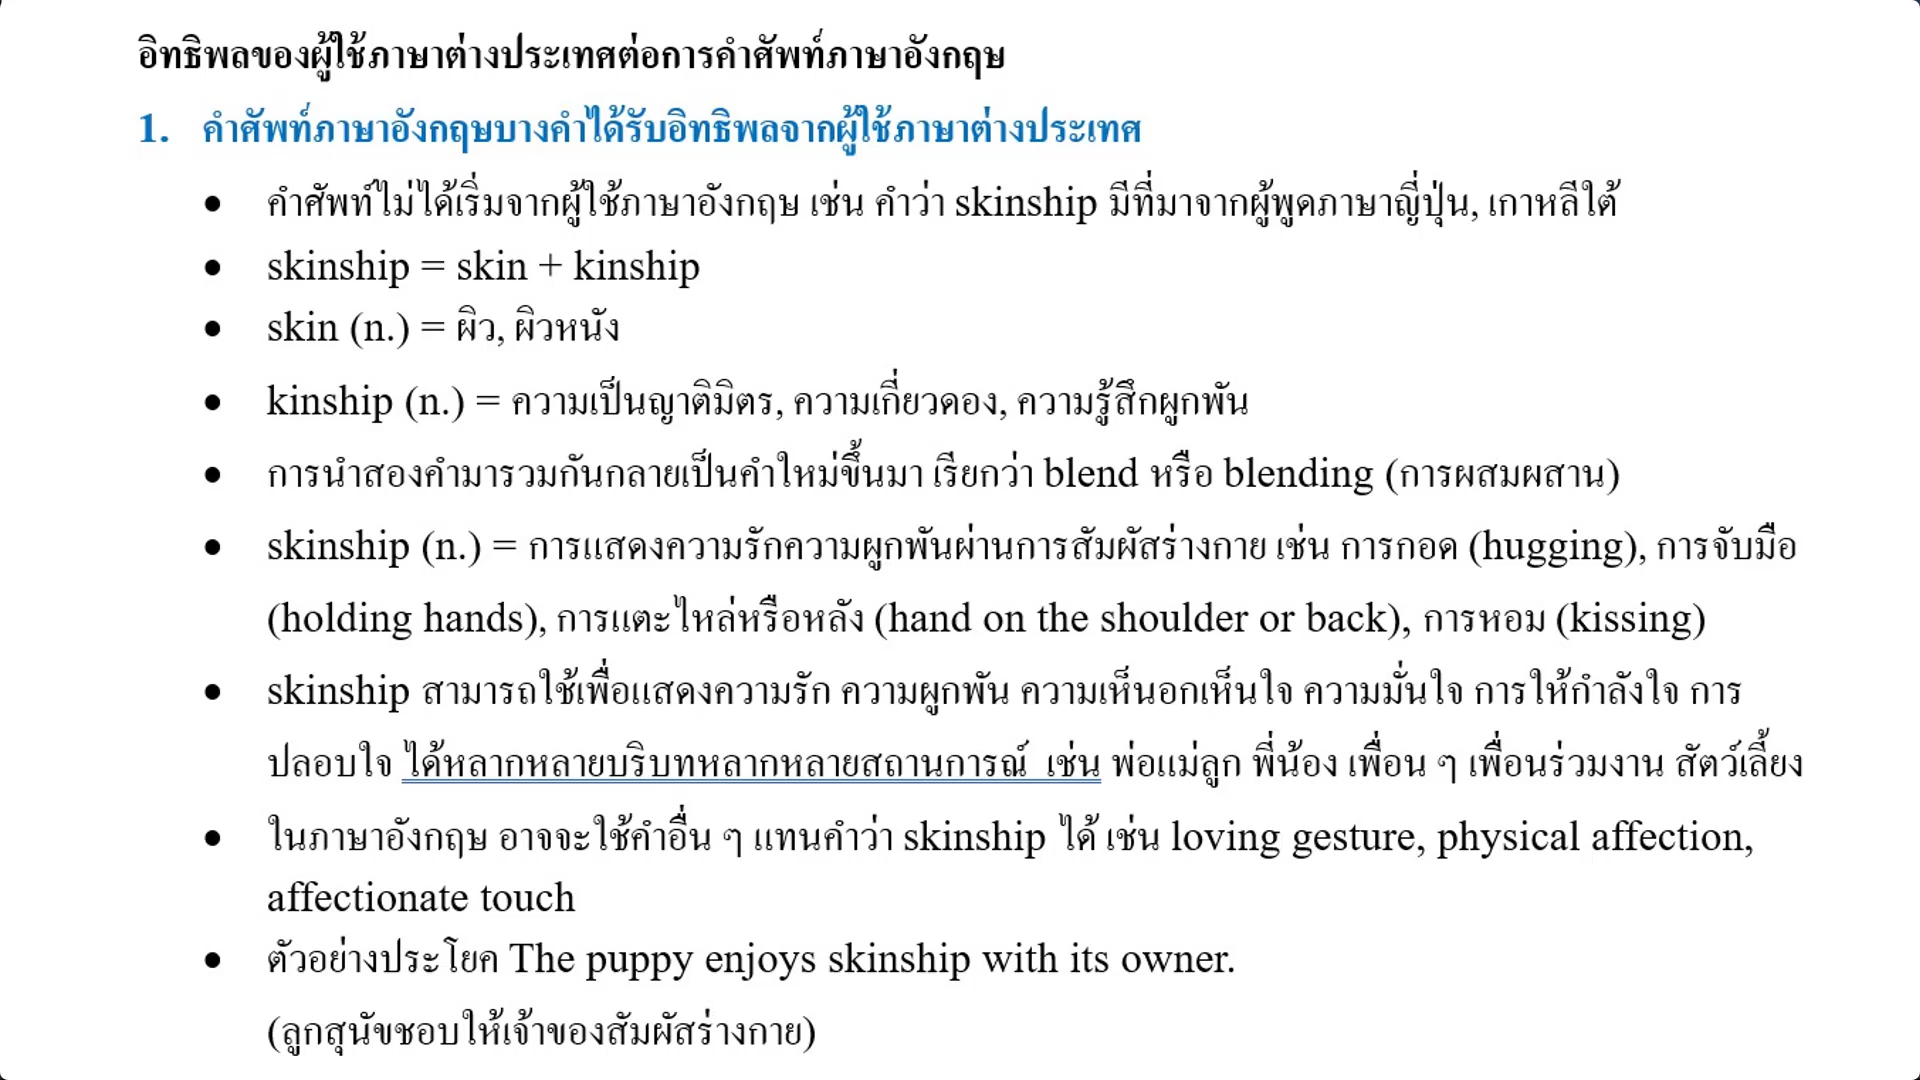 อิทธิพลของผู้ใช้ภาษาต่างประเทศต่อการคำศัพท์ภาษาอังกฤษ
1. คำศัพท์ภาษาอังกฤษบางคำได้รับอิทธิพลจากผู้ใช้ภาษาต่างประเทศ
• คำศัพท์ไม่ได้เริ่มจากผู้ใช้ภาษาอังกฤษ เช่น คำว่า skinship มีที่มาจากผู้พูดภาษาญี่ปุ่น, เกาหลีใต้
• skinship = skin + kinship
• skin (n.) = ผิว, ผิวหนัง
• kinship (n.) = ความเป็นญาติมิตร, ความเกี่ยวดอง, ความรู้สึกผูกพัน
• การนำสองคำมารวมกันกลายเป็นคำใหม่ขึ้นมา เรียกว่า blend หรือ blending (การผสมผสาน)
• skinship (n.) = การแสดงความรักความผูกพันผ่านการสัมผัสร่างกาย เช่น การกอด (hugging), การจับมือ
(holding hands), การแตะไหล่หรือหลัง (hand on the shoulder or back), การหอม (kissing)
• skinship สามารถใช้เพื่อแสดงความรัก ความผูกพัน ความเห็นอกเห็นใจ ความมั่นใจ การให้กำลังใจ การ
ปลอบใจ ได้หลากหลายบริบทหลากหลายสถานการณ์ เช่น พ่อแม่ลูก พี่น้อง เพื่อน ๆ เพื่อนร่วมงาน สัตว์เลี้ยง
• ในภาษาอังกฤษ อาจจะใช้คำอื่น ๆ แทนคำว่า skinship ได้ เช่น loving gesture, physical affection,
affectionate touch
• ตัวอย่างประโยค The puppy enjoys skinship with its owner.
(ลูกสุนัขชอบให้เจ้าของสัมผัสร่างกาย)